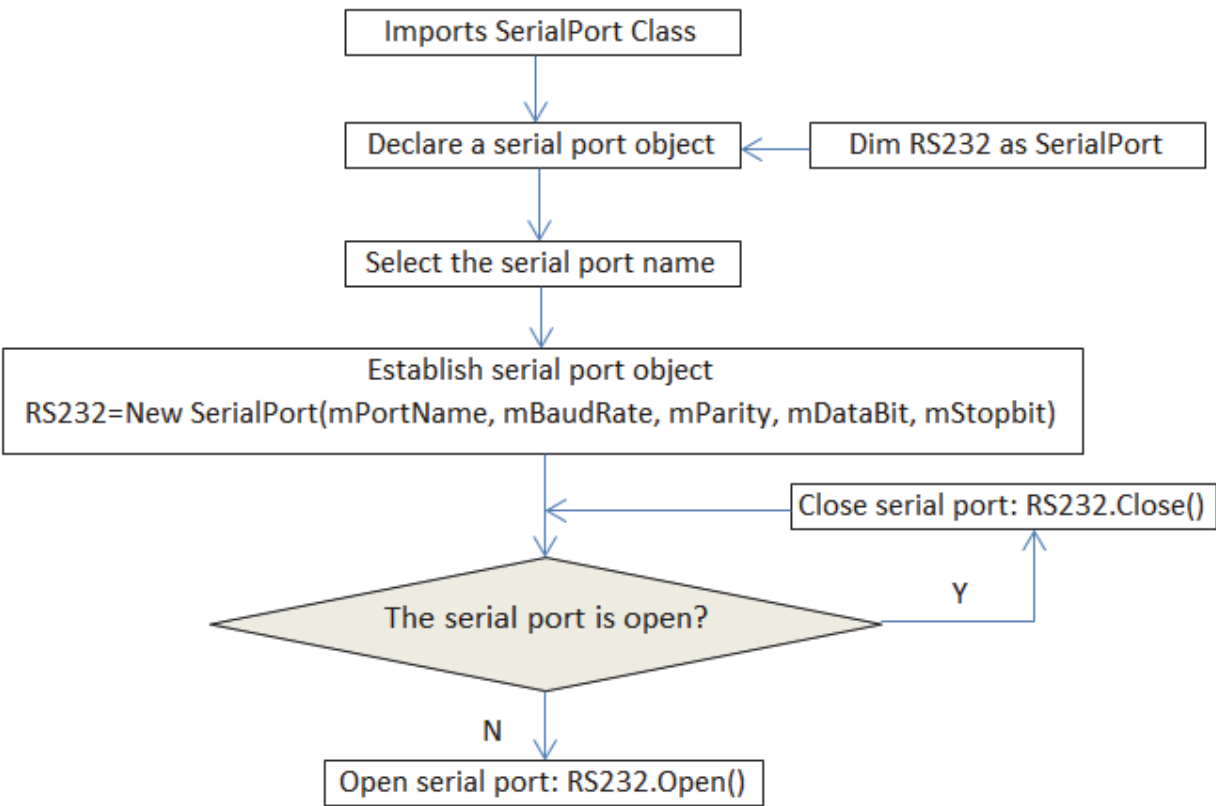 Imports SerialPort Class
Declare a serial port object
Dim RS232 as SerialPort
Select the serial port name
Establish serial port object
RS232=New SerialPort(mPortName, mBaudRate, mParity, mDataBit, mStopbit)
Close serial port: RS232.Close()
The serial port is open?
Y
N
Open serial port: RS232.Open()